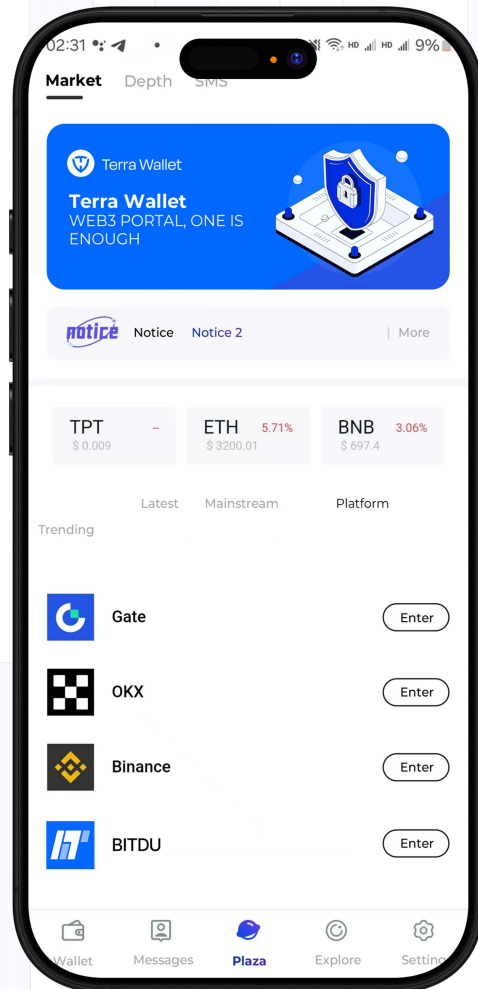 02:31 HD HD 9%
Market Depth SMS
Terra Wallet
Terra Wallet
WEB3 PORTAL, ONE IS
ENOUGH
notice Notice Notice 2 | More
TPT – ETH 5.71% BNB 3.06%
$ 0.009 $ 3200.01 $ 697.4
Latest Mainstream Platform
Trending
Gate Enter
OKX Enter
Binance Enter
BITDU Enter
Wallet Messages Plaza Explore Setting